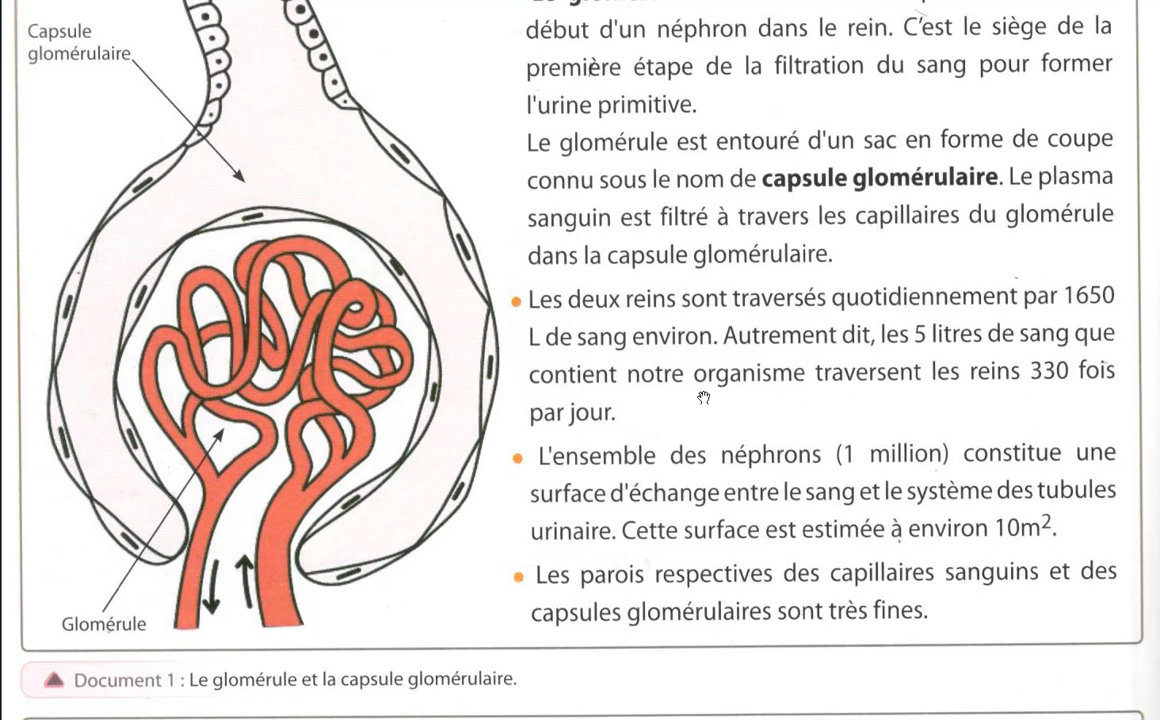 Capsule
glomérulaire
début d'un néphron dans le rein. C'est le siège de la
première étape de la filtration du sang pour former
l'urine primitive.
Le glomérule est entouré d'un sac en forme de coupe
connu sous le nom de capsule glomérulaire. Le plasma
sanguin est filtré à travers les capillaires du glomérule
dans la capsule glomérulaire.
• Les deux reins sont traversés quotidiennement par 1650
L de sang environ. Autrement dit, les 5 litres de sang que
contient notre organisme traversent les reins 330 fois
par jour.
• L'ensemble des néphrons (1 million) constitue une
surface d'échange entre le sang et le système des tubules
urinaire. Cette surface est estimée à environ 10m².
• Les parois respectives des capillaires sanguins et des
capsules glomérulaires sont très fines.
Glomérule
Document 1 : Le glomérule et la capsule glomérulaire.